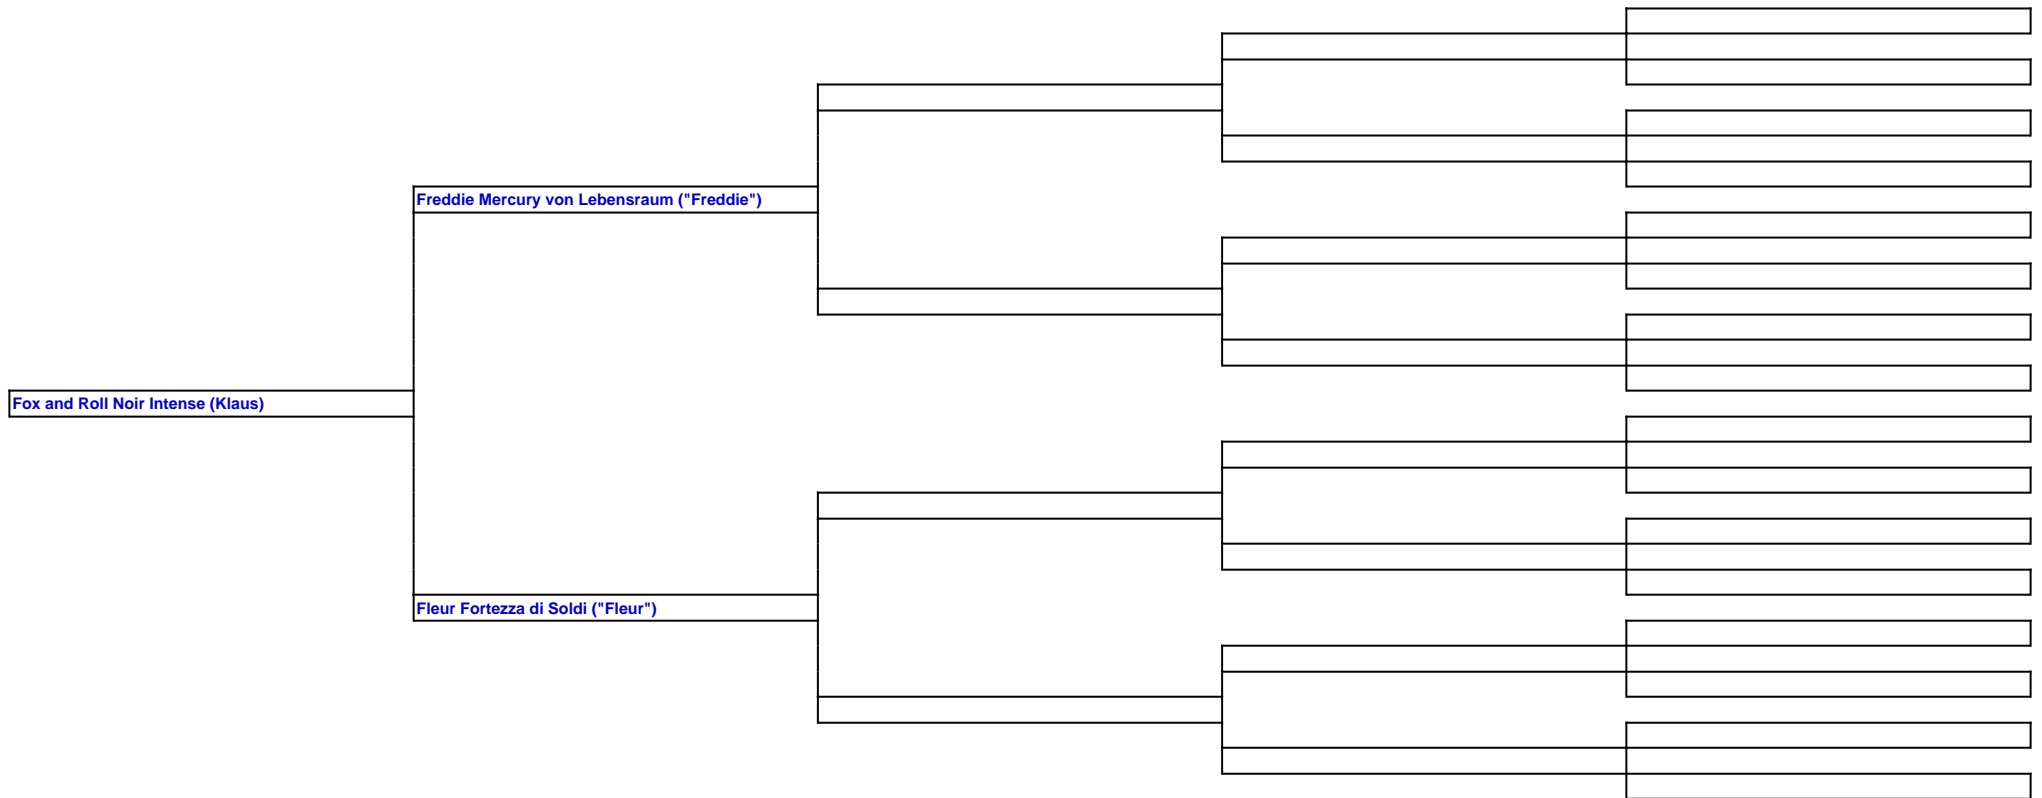 Freddie Mercury von Lebensraum ("Freddie")
Fox and Roll Noir Intense (Klaus)
Fleur Fortezza di Soldi ("Fleur")